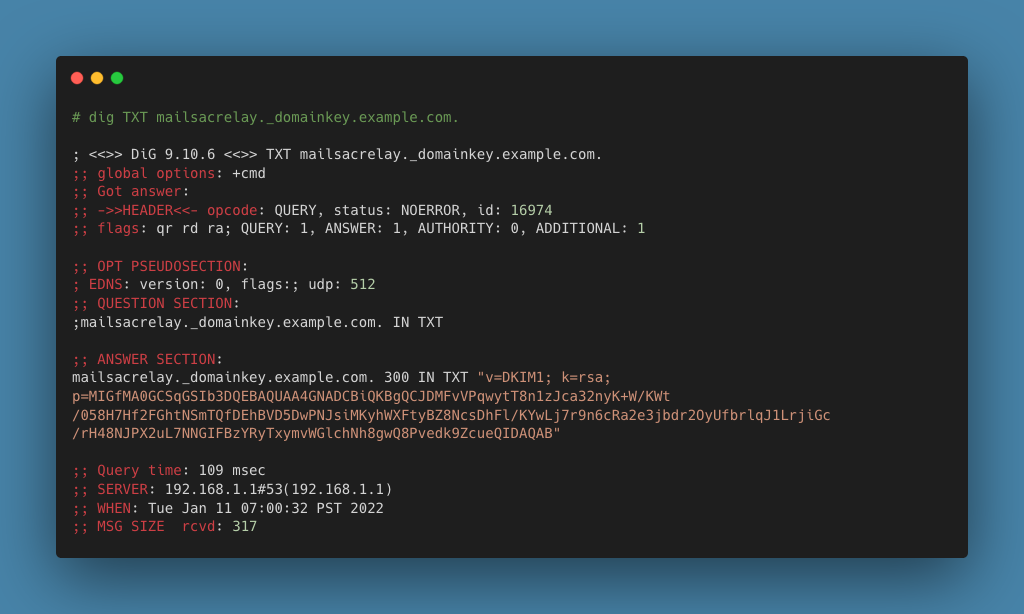 # dig TXT mailsacrelay._domainkey.example.com.
; <<>> DiG 9.10.6 <<>> TXT mailsacrelay._domainkey.example.com.
;; global options: +cmd
;; Got answer:
;; ->>HEADER<<- opcode: QUERY, status: NOERROR, id: 16974
;; flags: qr rd ra; QUERY: 1, ANSWER: 1, AUTHORITY: 0, ADDITIONAL: 1
;; OPT PSEUDOSECTION:
; EDNS: version: 0, flags:; udp: 512
;; QUESTION SECTION:
;mailsacrelay._domainkey.example.com. IN TXT
;; ANSWER SECTION:
mailsacrelay._domainkey.example.com. 300 IN TXT "v=DKIM1; k=rsa;
p=MIGfMA0GCSqGSIb3DQEBAQUAA4GNADCBiQKBgQCJDMFvVPqwytT8n1zJca32nyK+W/KWt
/058H7Hf2FGhtNSmTQfDEhBVD5DwPNJsiMKyhWXFtyBZ8NcsDhFl/KYwLj7r9n6cRa2e3jbdr2OyUfbrlqJ1LrjiGc
/rH48NJPX2uL7NNGIFBzYRyTxymvWGlchNh8gwQ8Pvedk9ZcueQIDAQAB"
;; Query time: 109 msec
;; SERVER: 192.168.1.1#53(192.168.1.1)
;; WHEN: Tue Jan 11 07:00:32 PST 2022
;; MSG SIZE  rcvd: 317